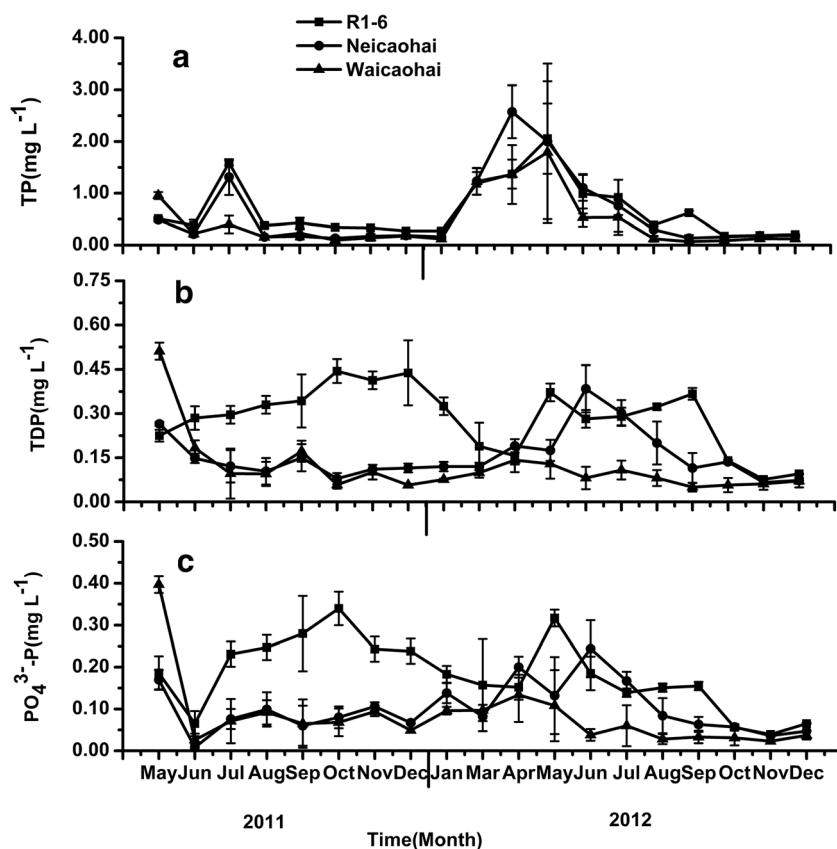 R1-6
Neicaohai
Waicaohai
a
4.00
3.00
2.00
1.00
0.00
TP(mg L⁻¹)
b
0.75
0.60
0.45
0.30
0.15
0.00
TDP(mg L⁻¹)
c
0.50
0.40
0.30
0.20
0.10
0.00
PO₄³⁻-P(mg L⁻¹)
May Jun Jul Aug Sep Oct Nov Dec Jan Mar Apr May Jun Jul Aug Sep Oct Nov Dec
2011 2012
Time(Month)